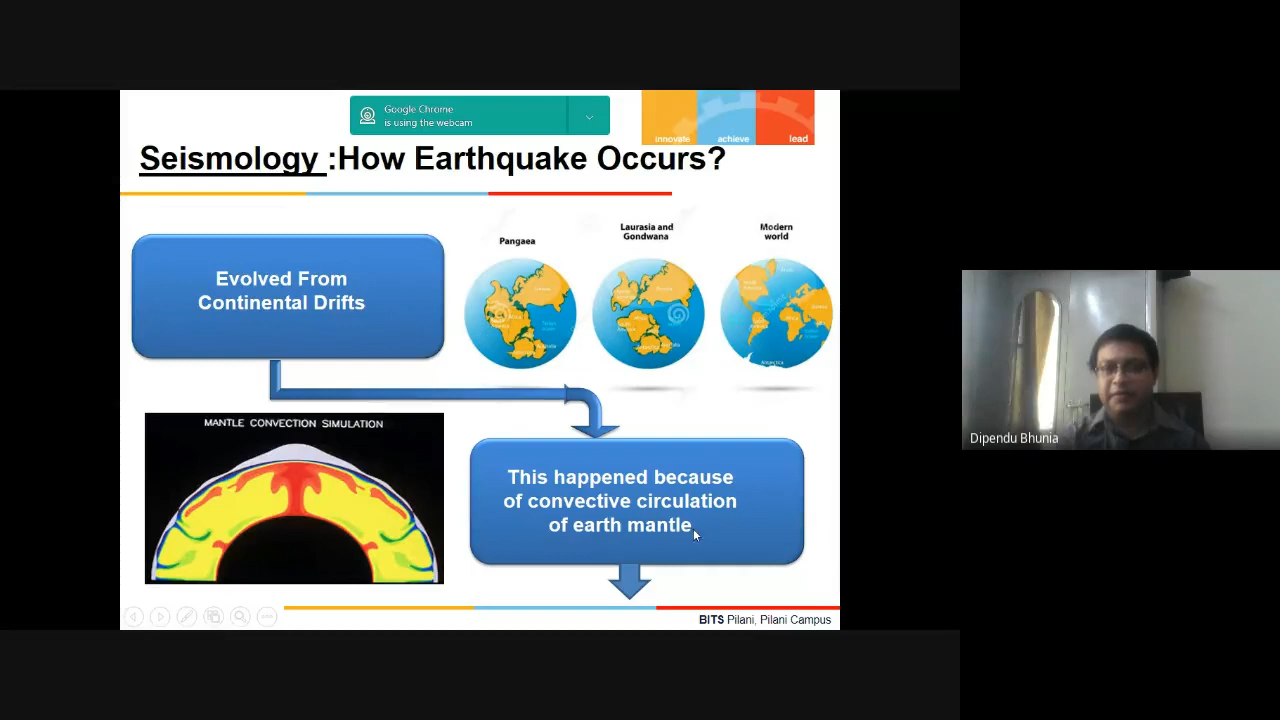 Google Chrome
is using the webcam
innovate achieve lead
Seismology :How Earthquake Occurs?
Pangaea
Laurasia and
Gondwana
Modern
world
Evolved From
Continental Drifts
MANTLE CONVECTION SIMULATION
This happened because
of convective circulation
of earth mantle
Dipendu Bhunia
BITS Pilani, Pilani Campus